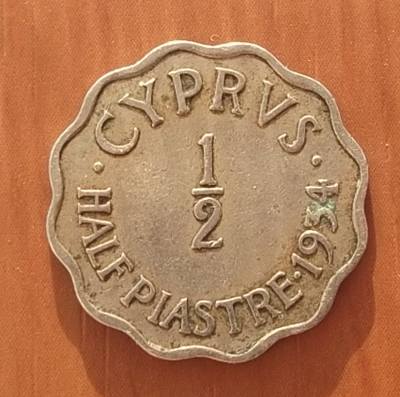 CYPRVS
1/2
HALF PIASTRE · 1934